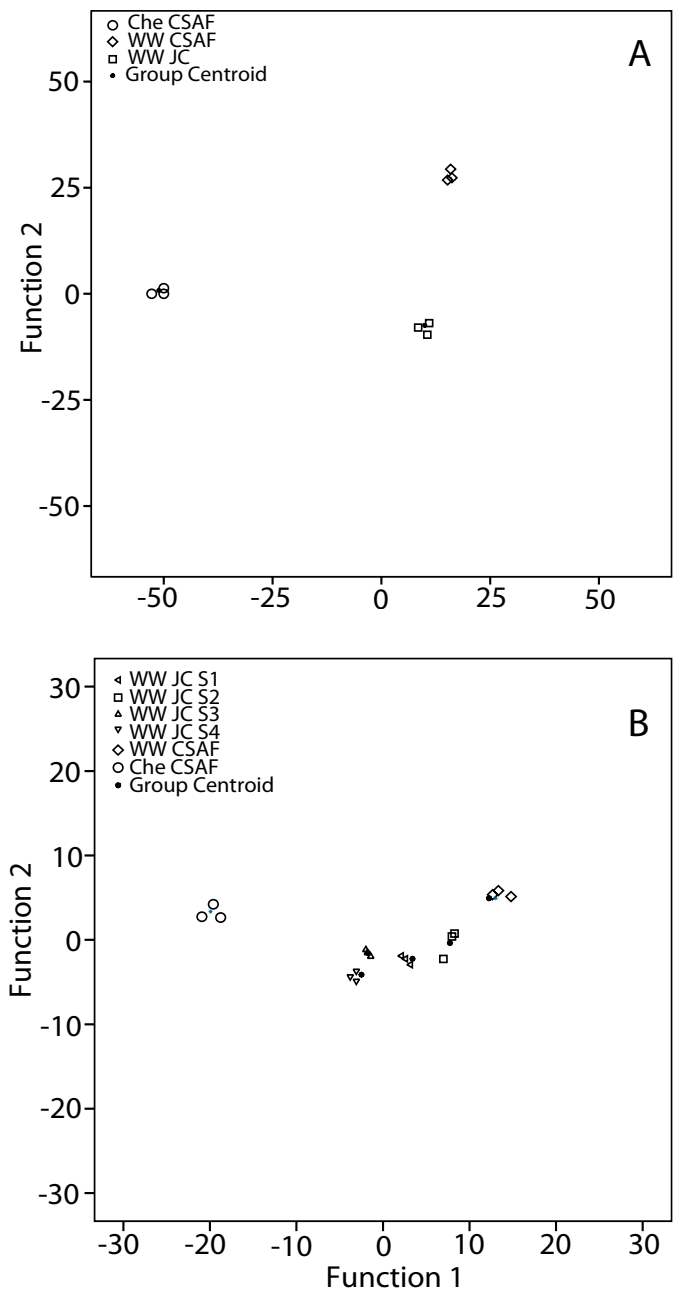 Che CSAF
WW CSAF
WW JC
Group Centroid
A
50
25
0
-25
-50
Function 2
-50 -25 0 25 50
WW JC S1
WW JC S2
WW JC S3
WW JC S4
WW CSAF
Che CSAF
Group Centroid
B
30
20
10
0
-10
-20
-30
Function 2
-30 -20 -10 0 10 20 30
Function 1